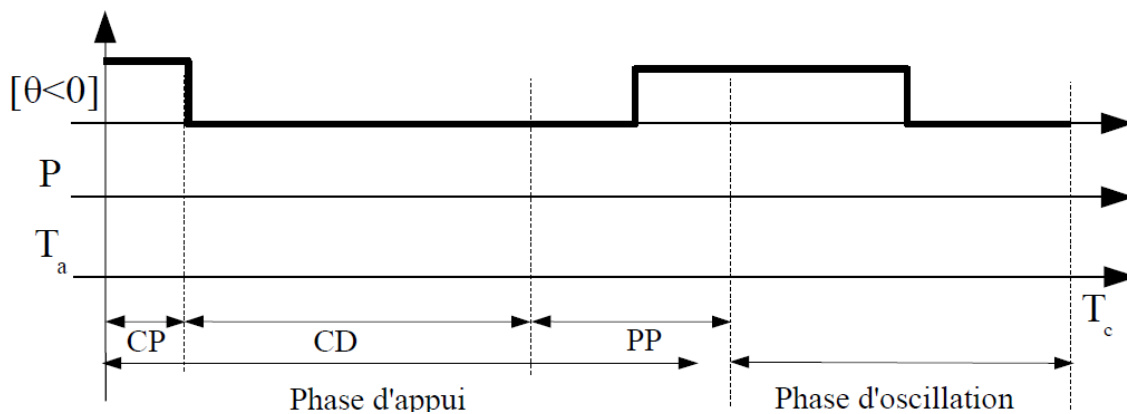 [θ<0]
P
Ta
Tc
CP
CD
PP
Phase d'appui
Phase d'oscillation